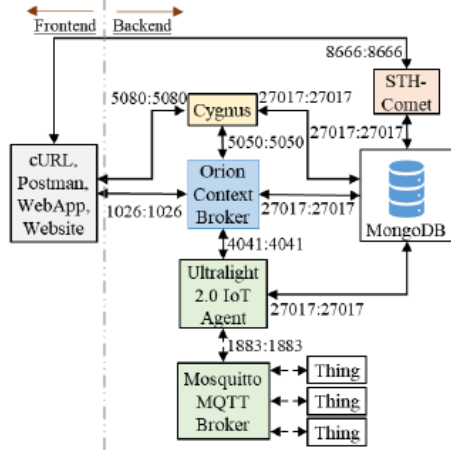 Frontend
Backend
8666:8666
STH-
Comet
5080:5080
27017:27017
Cygnus
27017:27017
5050:5050
cURL,
Postman,
WebApp,
Website
Orion
Context
Broker
1026:1026
27017:27017
MongoDB
4041:4041
Ultralight
2.0 IoT
Agent
27017:27017
1883:1883
Mosquitto
MQTT
Broker
Thing
Thing
Thing